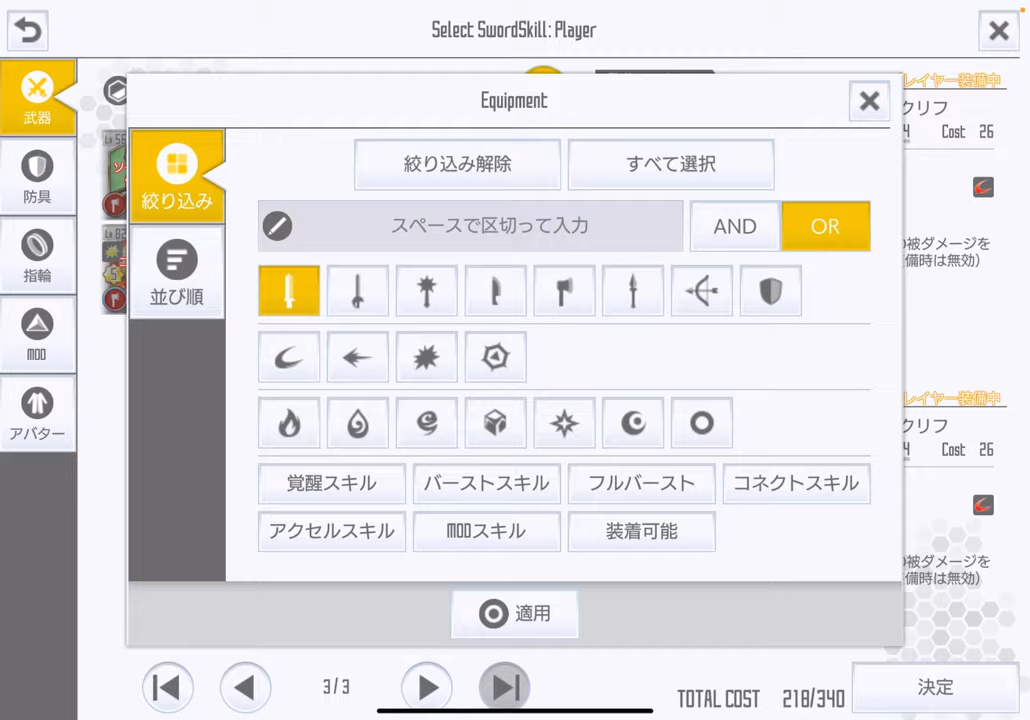 Select SwordSkill: Player
武器
防具
指輪
MOD
アバター
Equipment
絞り込み
並び順
絞り込み解除
すべて選択
スペースで区切って入力
AND
OR
覚醒スキル
バーストスキル
フルバースト
コネクトスキル
アクセルスキル
MODスキル
装着可能
適用
レイヤー装備中
クリフ
4 Cost 26
被ダメージを
備時は無効)
レイヤー装備中
クリフ
4 Cost 26
被ダメージを
備時は無効)
3/3
TOTAL COST 218/340
決定